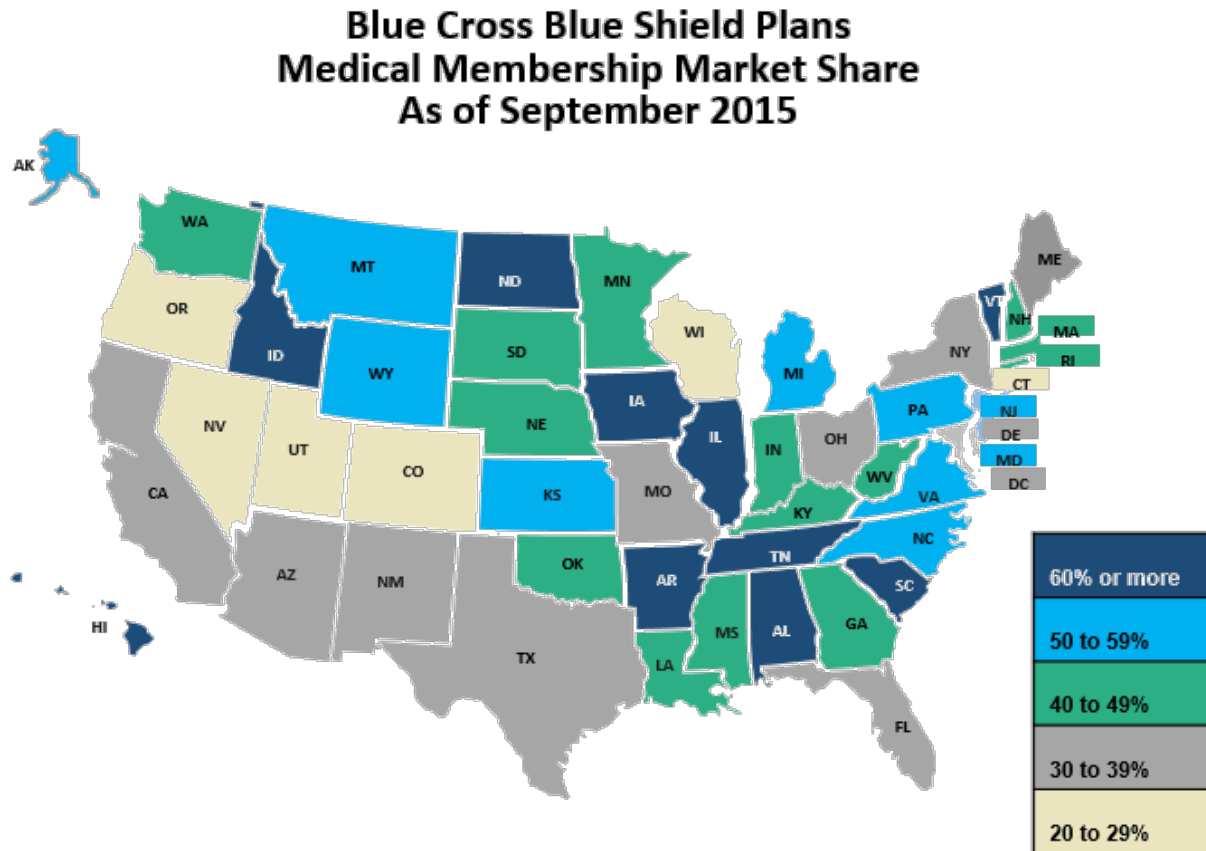 Blue Cross Blue Shield Plans
Medical Membership Market Share
As of September 2015
AK
WA
MT
ND
MN
ME
VT
NH
MA
RI
CT
NJ
DE
MD
DC
OR
ID
WY
SD
WI
MI
NY
PA
NV
UT
CO
NE
IA
IL
IN
OH
WV
VA
CA
KS
MO
KY
NC
AZ
NM
OK
AR
TN
SC
HI
TX
LA
MS
AL
GA
FL
60% or more
50 to 59%
40 to 49%
30 to 39%
20 to 29%